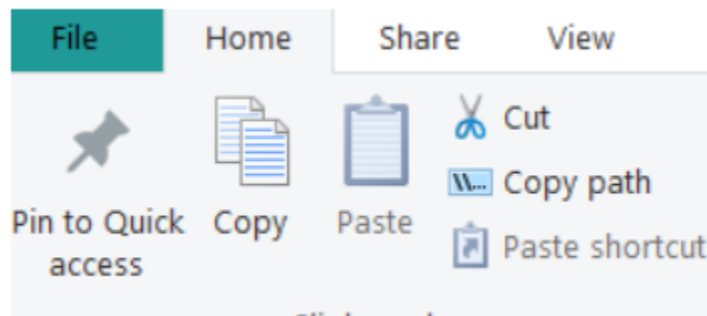 File Home Share View
Pin to Quick access
Copy
Paste
Cut
Copy path
Paste shortcut